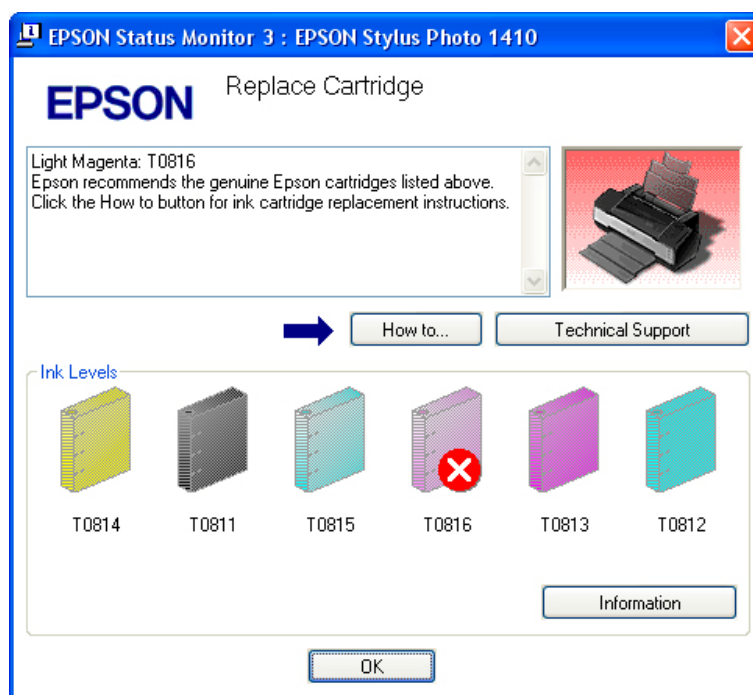 EPSON Status Monitor 3 : EPSON Stylus Photo 1410
EPSON
Replace Cartridge
Light Magenta: T0816
Epson recommends the genuine Epson cartridges listed above.
Click the How to button for ink cartridge replacement instructions.
How to...
Technical Support
Ink Levels
T0814 T0811 T0815 T0816 T0813 T0812
Information
OK